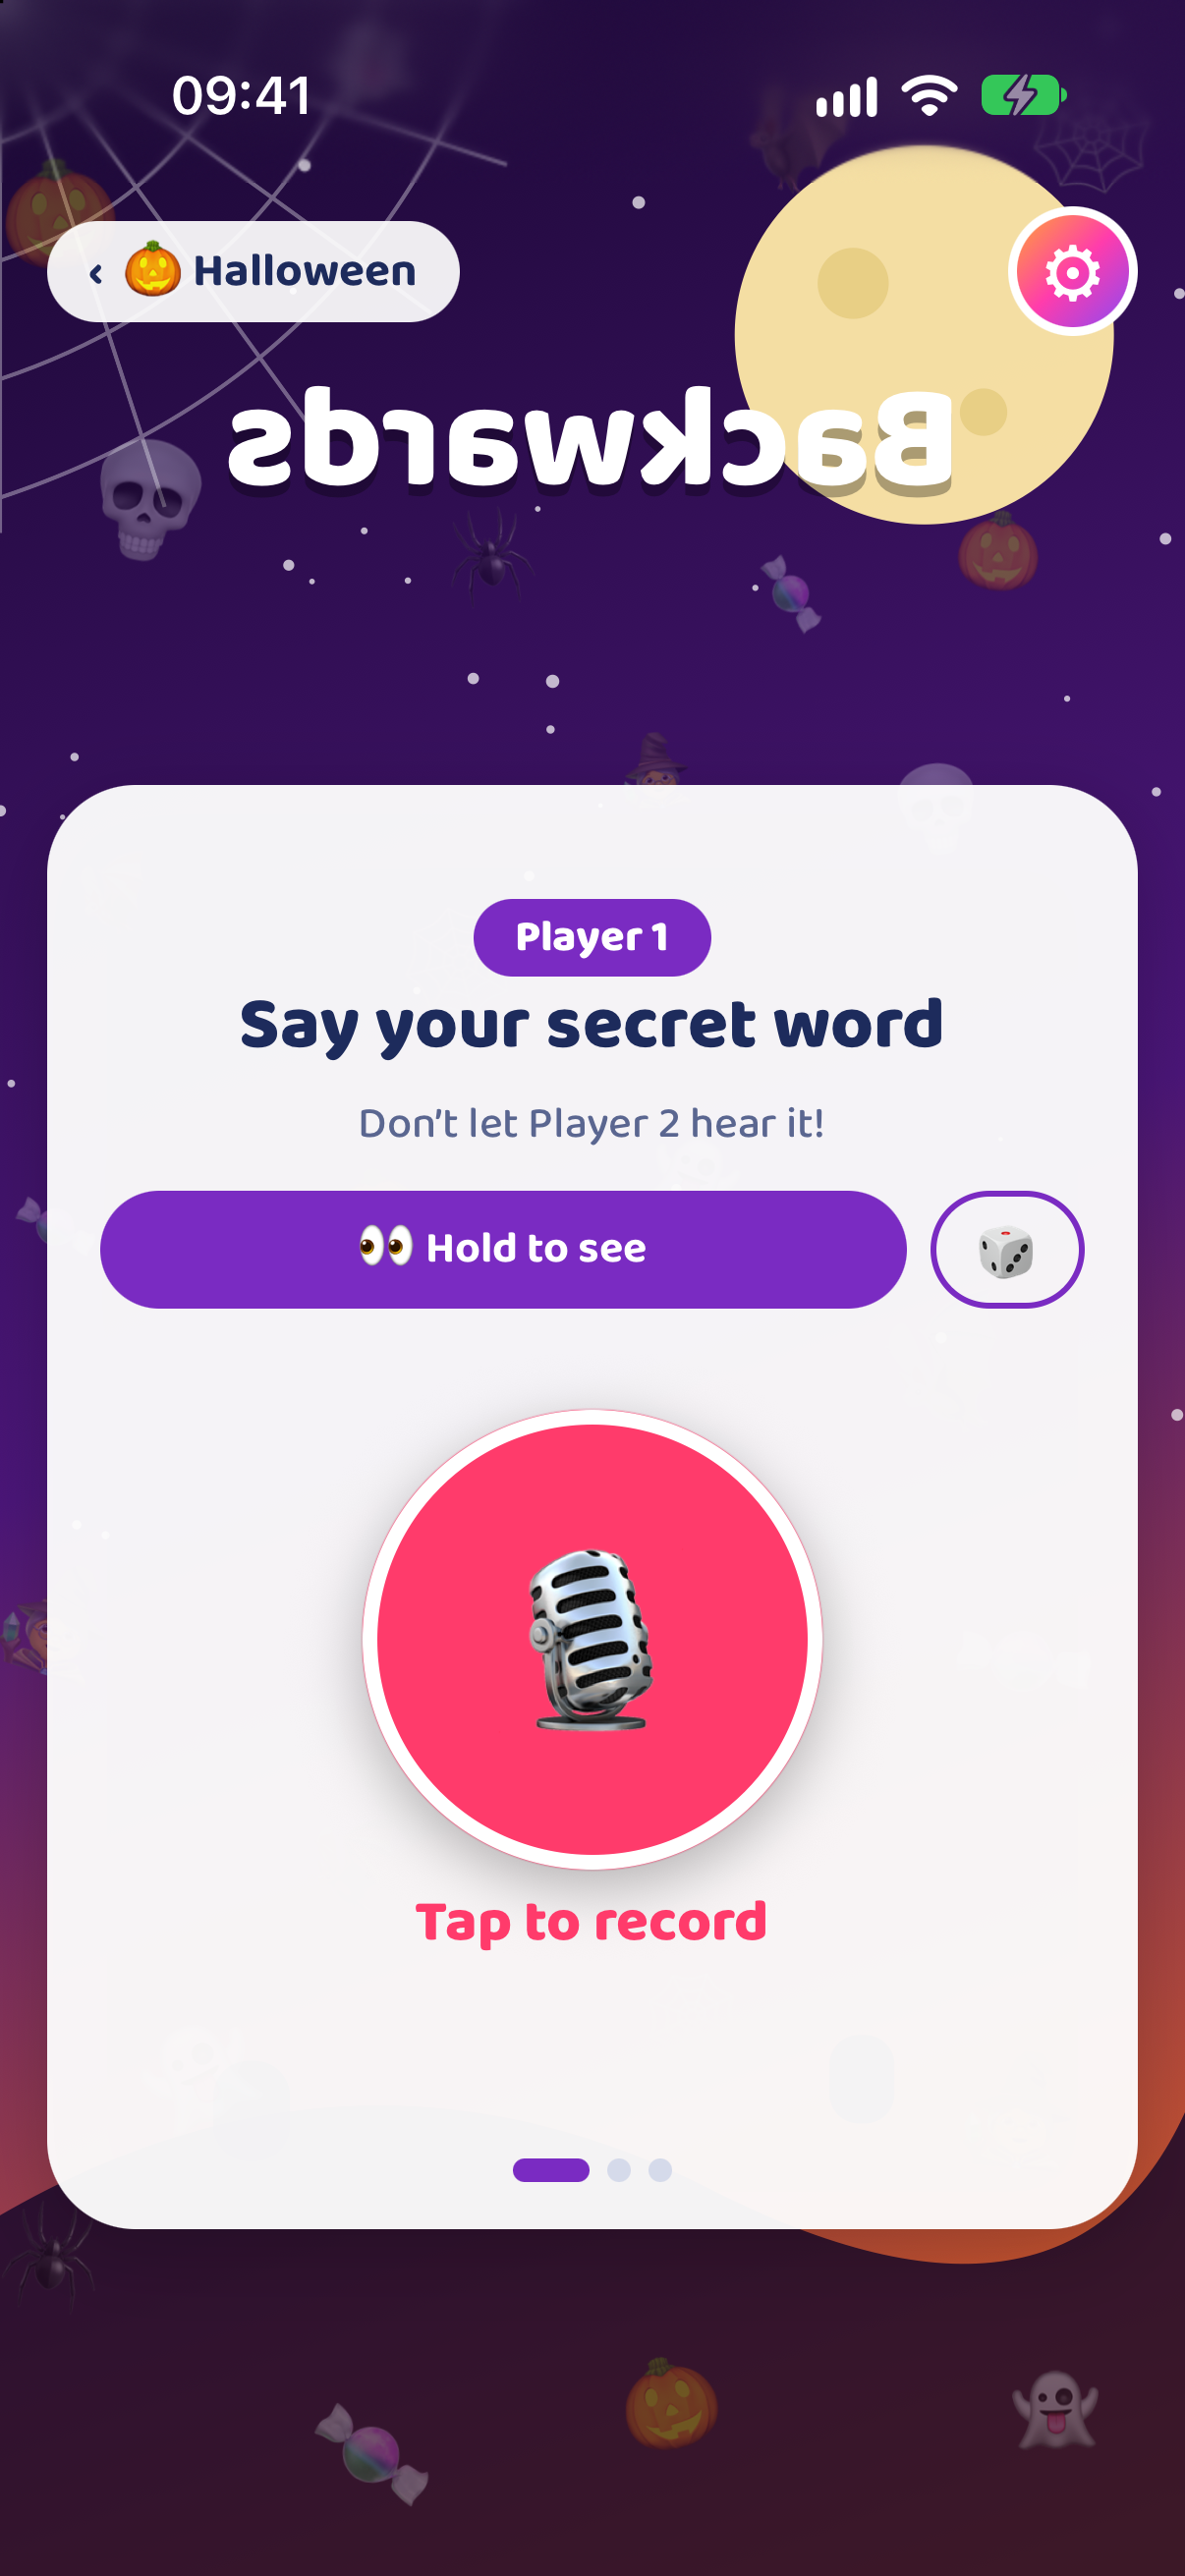 09:41
‹ 🎃 Halloween
Backwards
Player 1
Say your secret word
Don't let Player 2 hear it!
👀 Hold to see
Tap to record